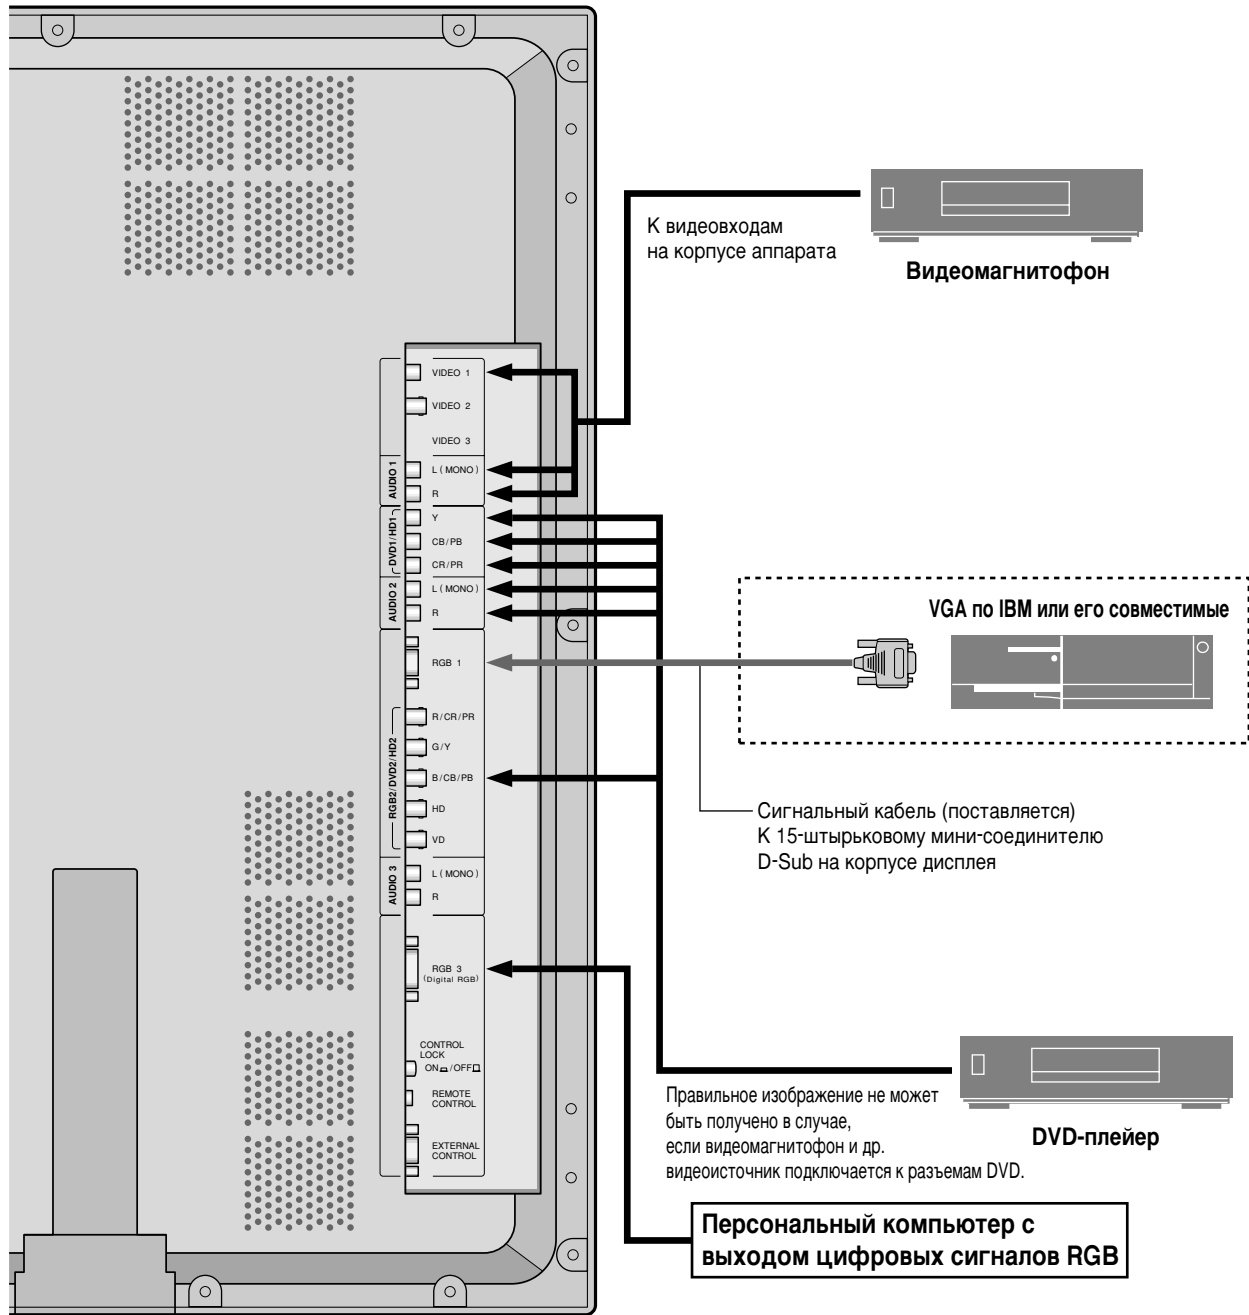 К видеовходам
на корпусе аппарата
Видеомагнитофон
VIDEO 1
VIDEO 2
VIDEO 3
AUDIO 1
L (MONO)
R
DVD1/HD1
Y
CB/PB
CR/PR
AUDIO 2
L (MONO)
R
VGA по IBM или его совместимые
RGB 1
RGB2/DVD2/HD2
R/CR/PR
G/Y
B/CB/PB
HD
VD
Сигнальный кабель (поставляется)
К 15-штырьковому мини-соединителю
D-Sub на корпусе дисплея
AUDIO 3
L (MONO)
R
RGB 3
(Digital RGB)
CONTROL
LOCK
ON /OFF
REMOTE
CONTROL
EXTERNAL
CONTROL
Правильное изображение не может
быть получено в случае,
если видеомагнитофон и др.
видеоисточник подключается к разъемам DVD.
DVD-плейер
Персональный компьютер с
выходом цифровых сигналов RGB